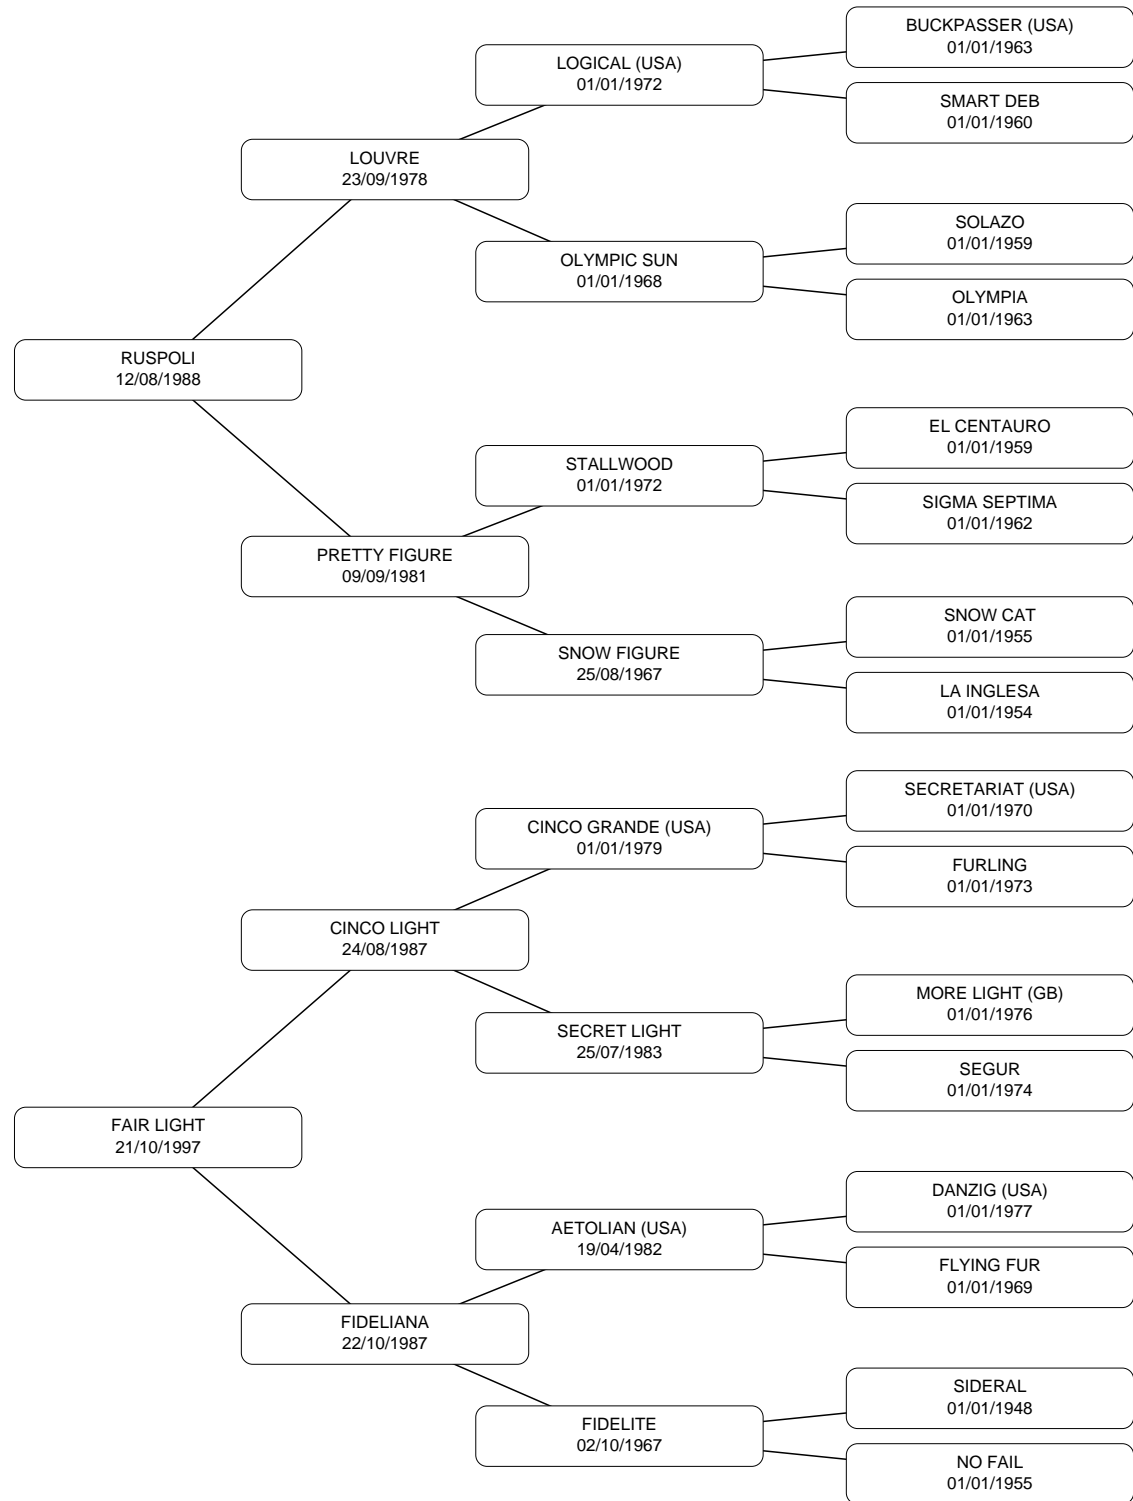 BUCKPASSER (USA)
01/01/1963
LOGICAL (USA)
01/01/1972
SMART DEB
01/01/1960
LOUVRE
23/09/1978
SOLAZO
01/01/1959
OLYMPIC SUN
01/01/1968
OLYMPIA
01/01/1963
RUSPOLI
12/08/1988
EL CENTAURO
01/01/1959
STALLWOOD
01/01/1972
SIGMA SEPTIMA
01/01/1962
PRETTY FIGURE
09/09/1981
SNOW CAT
01/01/1955
SNOW FIGURE
25/08/1967
LA INGLESA
01/01/1954
SECRETARIAT (USA)
01/01/1970
CINCO GRANDE (USA)
01/01/1979
FURLING
01/01/1973
CINCO LIGHT
24/08/1987
MORE LIGHT (GB)
01/01/1976
SECRET LIGHT
25/07/1983
SEGUR
01/01/1974
FAIR LIGHT
21/10/1997
DANZIG (USA)
01/01/1977
AETOLIAN (USA)
19/04/1982
FLYING FUR
01/01/1969
FIDELIANA
22/10/1987
SIDERAL
01/01/1948
FIDELITE
02/10/1967
NO FAIL
01/01/1955